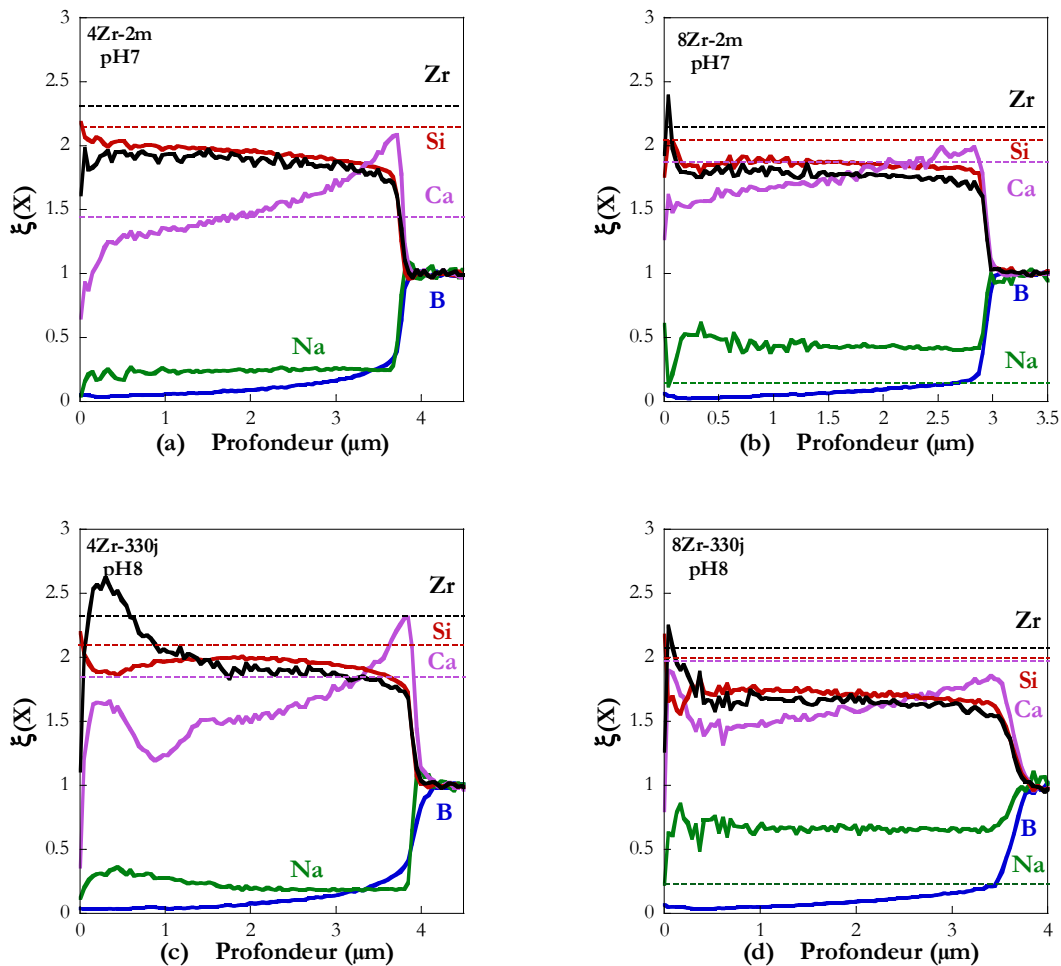 3
4Zr-2m
pH7
Zr
2.5
2
Si
ξ(X)
1.5
Ca
1
B
0.5
Na
0
0
1
2
3
4
(a) Profondeur (µm)
3
8Zr-2m
pH7
Zr
2.5
2
Si
Ca
ξ(X)
1.5
1
B
0.5
Na
0
0
0.5
1
1.5
2
2.5
3
3.5
(b) Profondeur (µm)
3
4Zr-330j
pH8
Zr
2.5
Si
2
Ca
ξ(X)
1.5
1
B
0.5
Na
0
0
1
2
3
4
(c) Profondeur (µm)
3
8Zr-330j
pH8
Zr
2.5
2
Si
Ca
ξ(X)
1.5
1
B
0.5
Na
0
0
1
2
3
4
(d) Profondeur (µm)